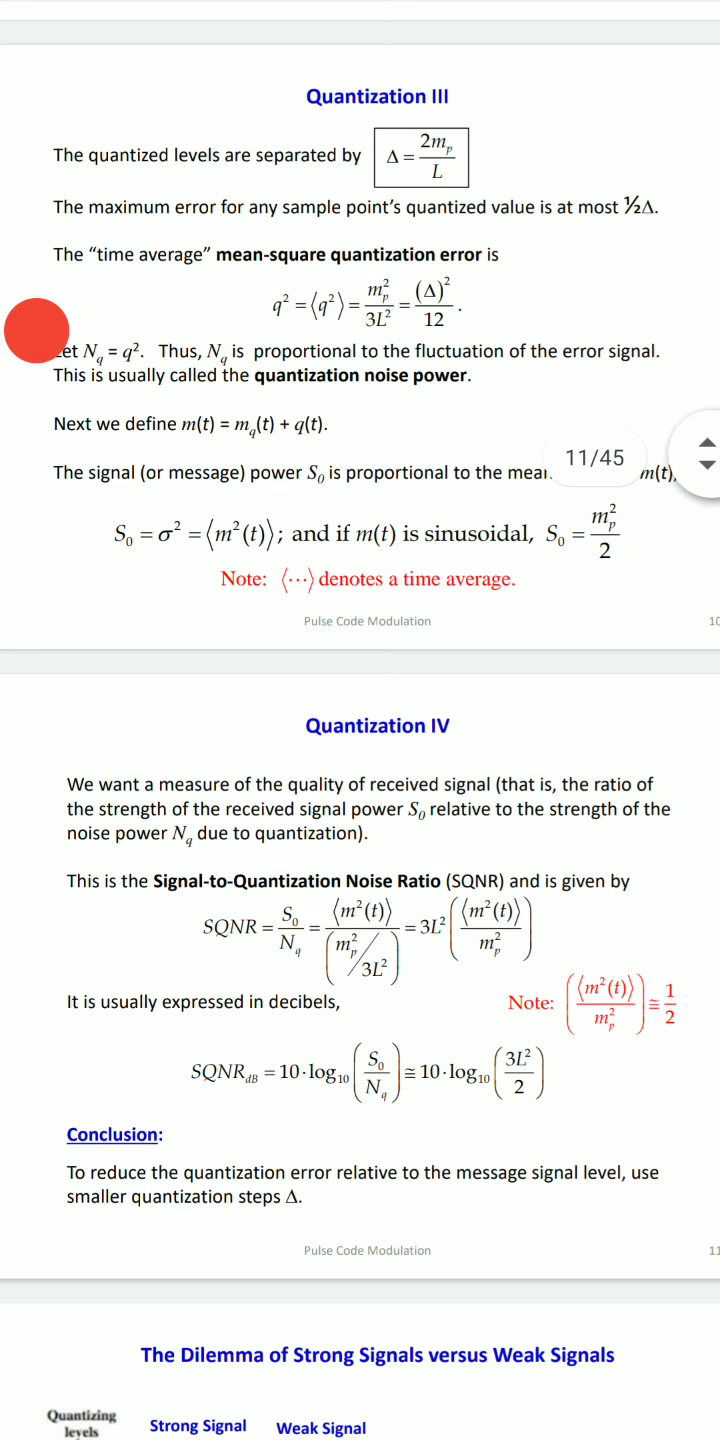 Quantization III
The quantized levels are separated by Δ = 2m_p / L
The maximum error for any sample point's quantized value is at most ½Δ.
The “time average” mean-square quantization error is
q² = ⟨q²⟩ = m_p² / 3L² = (Δ)² / 12 .
et N_q = q². Thus, N_q is proportional to the fluctuation of the error signal.
This is usually called the quantization noise power.
Next we define m(t) = m_q(t) + q(t).
11/45
The signal (or message) power S_0 is proportional to the mea m(t),
S_0 = σ² = ⟨m²(t)⟩; and if m(t) is sinusoidal, S_0 = m_p² / 2
Note: ⟨⋯⟩ denotes a time average.
Pulse Code Modulation 10
Quantization IV
We want a measure of the quality of received signal (that is, the ratio of
the strength of the received signal power S_0 relative to the strength of the
noise power N_q due to quantization).
This is the Signal-to-Quantization Noise Ratio (SQNR) and is given by
SQNR = S_0 / N_q = ⟨m²(t)⟩ / (m_p² / 3L²) = 3L² (⟨m²(t)⟩ / m_p²)
It is usually expressed in decibels,
Note: (⟨m²(t)⟩ / m_p²) ≅ 1 / 2
SQNR_dB = 10·log₁₀ (S_0 / N_q) ≅ 10·log₁₀ (3L² / 2)
Conclusion:
To reduce the quantization error relative to the message signal level, use
smaller quantization steps Δ.
Pulse Code Modulation 11
The Dilemma of Strong Signals versus Weak Signals
Quantizing
levels
Strong Signal Weak Signal